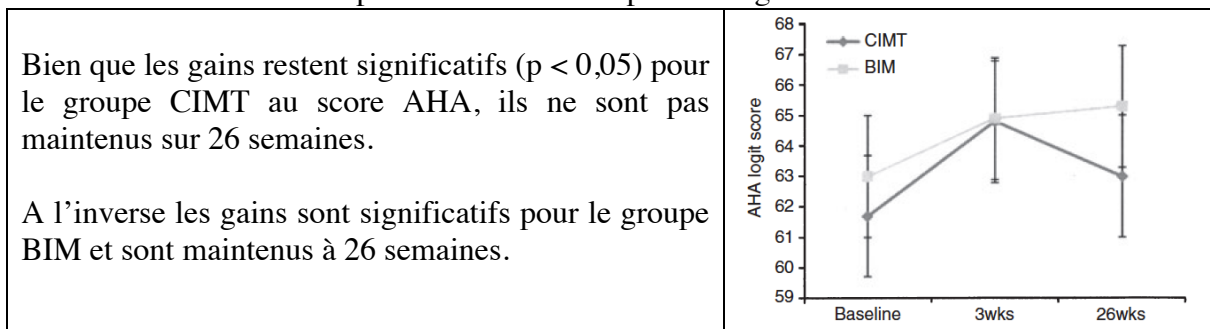 Bien que les gains restent significatifs (p < 0,05) pour
le groupe CIMT au score AHA, ils ne sont pas
maintenus sur 26 semaines.
A l’inverse les gains sont significatifs pour le groupe
BIM et sont maintenus à 26 semaines.
CIMT
BIM
AHA logit score
68
67
66
65
64
63
62
61
60
59
Baseline 3wks 26wks